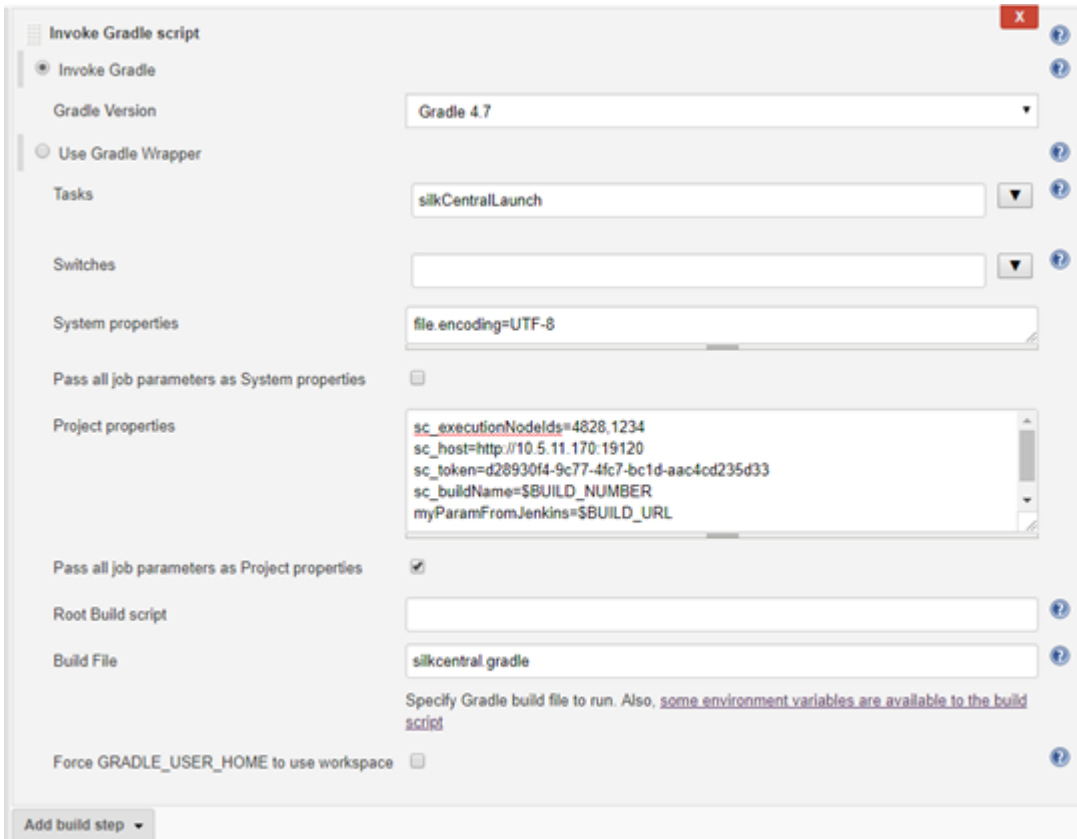 X
Invoke Gradle script
Invoke Gradle
Gradle Version
Gradle 4.7
Use Gradle Wrapper
Tasks
silkCentralLaunch
Switches
System properties
file.encoding=UTF-8
Pass all job parameters as System properties
Project properties
sc_executionNodeIds=4828,1234
sc_host=http://10.5.11.170:19120
sc_token=d28930f4-9c77-4fc7-bc1d-aac4cd235d33
sc_buildName=$BUILD_NUMBER
myParamFromJenkins=$BUILD_URL
Pass all job parameters as Project properties
Root Build script
Build File
silkcentral.gradle
Specify Gradle build file to run. Also, some environment variables are available to the build
script
Force GRADLE_USER_HOME to use workspace
Add build step